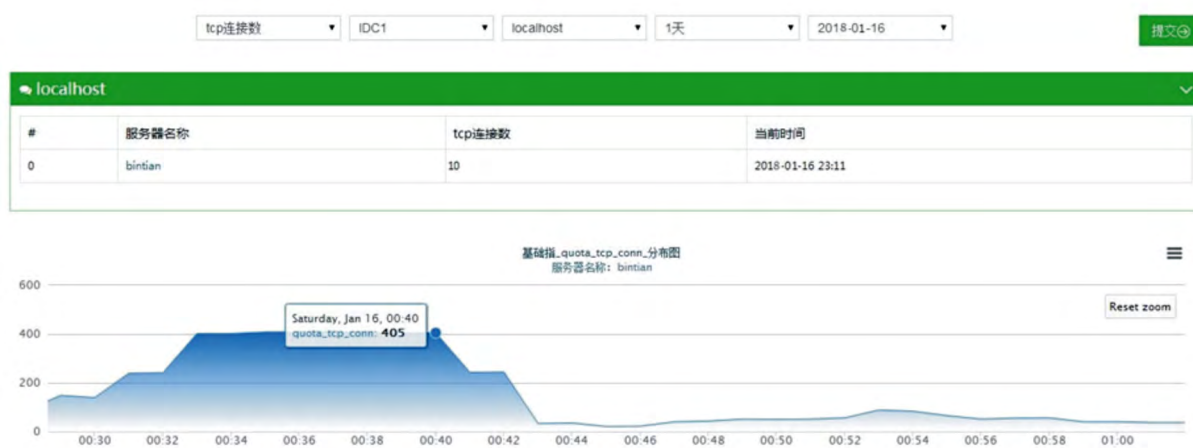 tcp连接数 IDC1 localhost 1天 2018-01-16 提交
localhost
# 服务器名称 tcp连接数 当前时间
0 bintian 10 2018-01-16 23:11
基础指_quota_tcp_conn_分布图
服务器名称: bintian
600
Reset zoom
Saturday, Jan 16, 00:40
400
quota_tcp_conn: 405
200
0
00:30 00:32 00:34 00:36 00:38 00:40 00:42 00:44 00:46 00:48 00:50 00:52 00:54 00:56 00:58 01:00